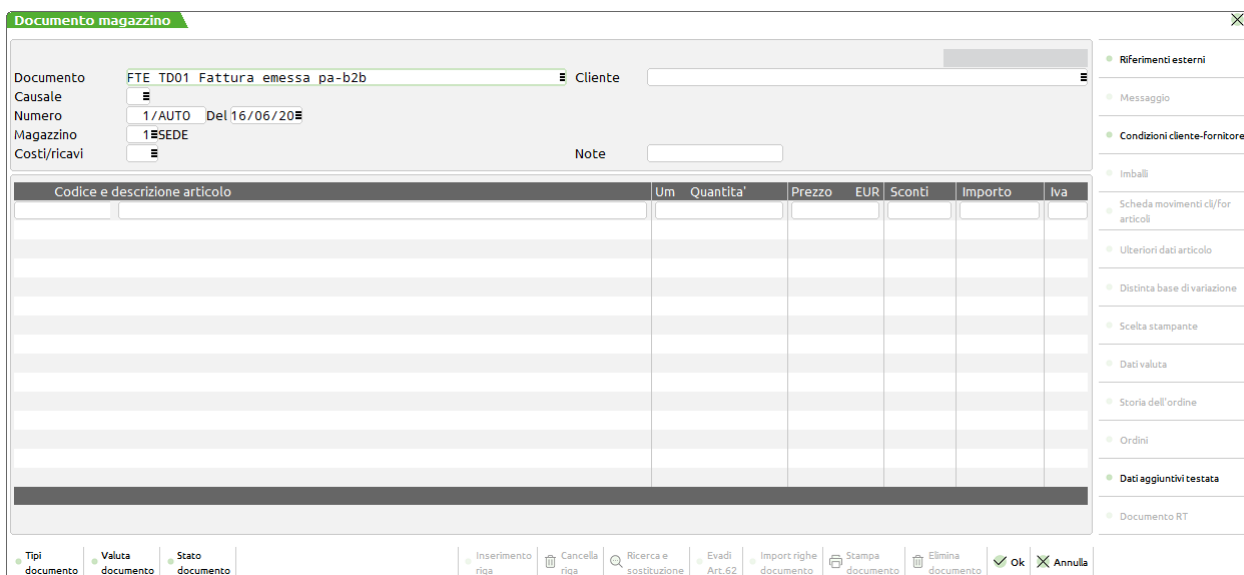 Documento magazzino
Documento FTE TD01 Fattura emessa pa-b2b Cliente
Causale
Numero 1/AUTO Del 16/06/20
Magazzino 1 SEDE
Costi/ricavi Note
Codice e descrizione articolo Um Quantita' Prezzo EUR Sconti Importo Iva
Riferimenti esterni
Messaggio
Condizioni cliente-fornitore
Imballi
Scheda movimenti cli/for
articoli
Ulteriori dati articolo
Distinta base di variazione
Scelta stampante
Dati valuta
Storia dell'ordine
Ordini
Dati aggiuntivi testata
Documento RT
Tipi
documento
Valuta
documento
Stato
documento
Inserimento
riga
Cancella
riga
Ricerca e
sostituzione
Evadi
Art.62
Import righe
documento
Stampa
documento
Elimina
documento
Ok
Annulla